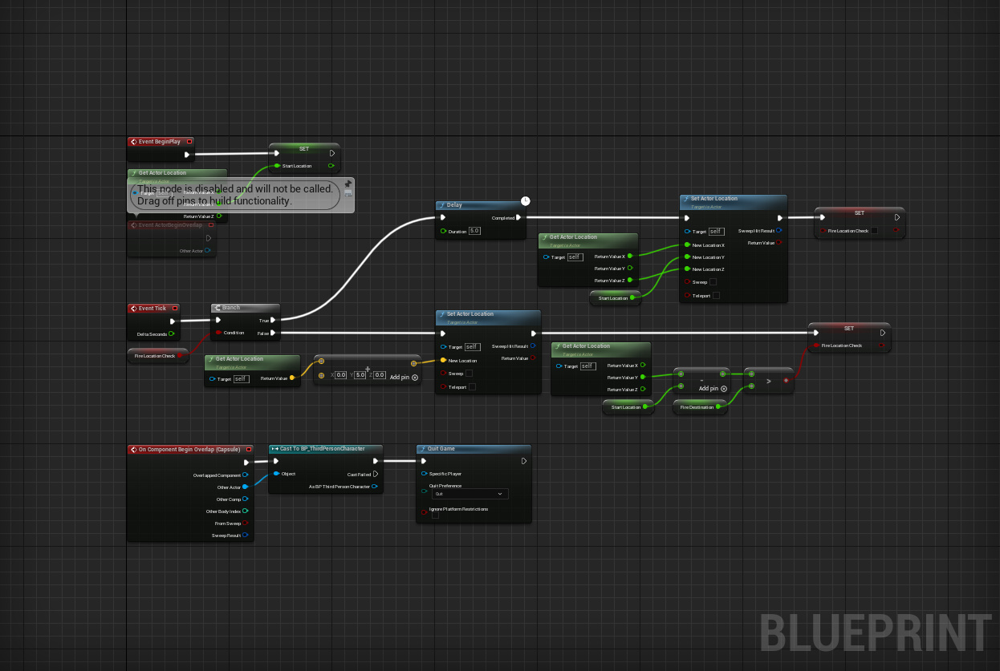 Event BeginPlay
SET
Start Location
Get Actor Location
Target is Actor
Target
Return Value X
This node is disabled and will not be called.
Drag off pins to build functionality.
Return Value Z
Event ActorBeginOverlap
Other Actor
Delay
Completed
Duration 5.0
Set Actor Location
Target is Actor
Target self
Sweep Hit Result
Return Value
New Location X
New Location Y
New Location Z
Sweep
Teleport
SET
Fire Location Check
Get Actor Location
Target is Actor
Target self
Return Value X
Return Value Y
Return Value Z
Start Location
Event Tick
Delta Seconds
Branch
True
Condition
False
Fire Location Check
Get Actor Location
Target is Actor
Target self
Return Value
+
X 0.0 Y 5.0 Z 0.0
Add pin
Set Actor Location
Target is Actor
Target self
Sweep Hit Result
Return Value
New Location
Sweep
Teleport
Get Actor Location
Target is Actor
Target self
Return Value X
Return Value Y
Return Value Z
Start Location
-
Add pin
Fire Destination
>
SET
Fire Location Check
On Component Begin Overlap (Capsule)
Overlapped Component
Other Actor
Other Comp
Other Body Index
From Sweep
Sweep Result
Cast To BP_ThirdPersonCharacter
Object
Cast Failed
As BP Third Person Character
Quit Game
Specific Player
Quit Preference
Quit
Ignore Platform Restrictions
BLUEPRINT